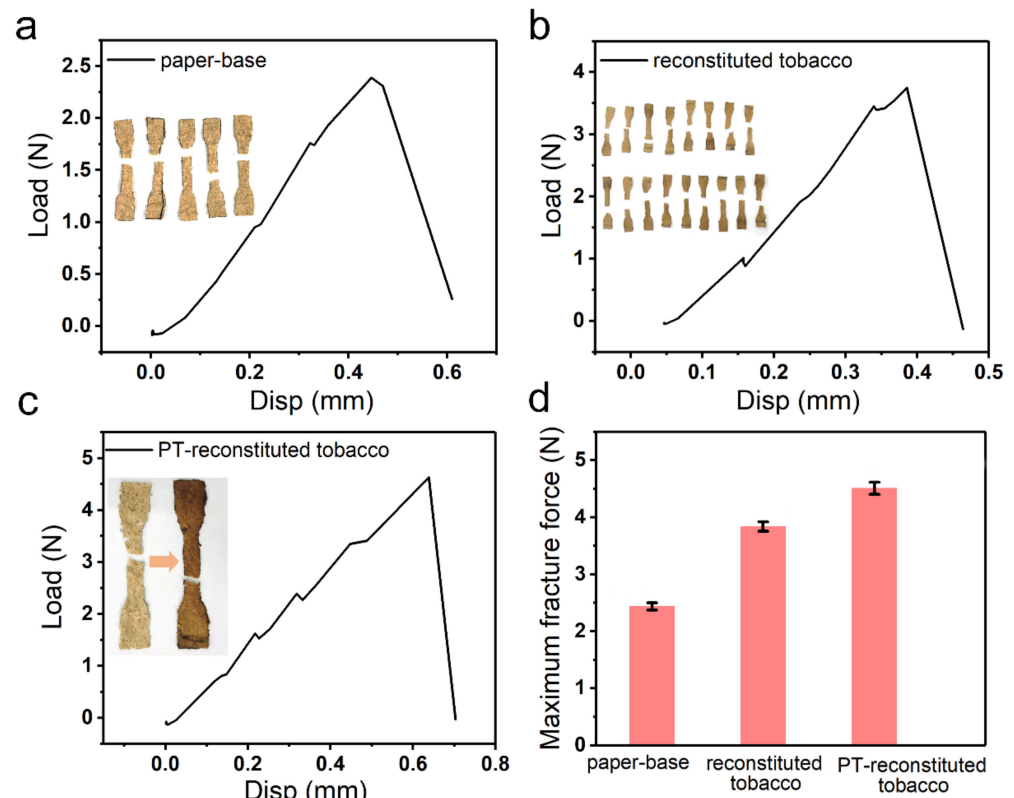 a
paper-base
2.5
2.0
1.5
1.0
0.5
0.0
Load (N)
0.0 0.2 0.4 0.6
Disp (mm)
b
reconstituted tobacco
4
3
2
1
0
Load (N)
0.0 0.1 0.2 0.3 0.4 0.5
Disp (mm)
c
PT-reconstituted tobacco
5
4
3
2
1
0
Load (N)
0.0 0.2 0.4 0.6 0.8
Disp (mm)
d
5
4
3
2
1
0
Maximum fracture force (N)
paper-base reconstituted PT-reconstituted
tobacco tobacco